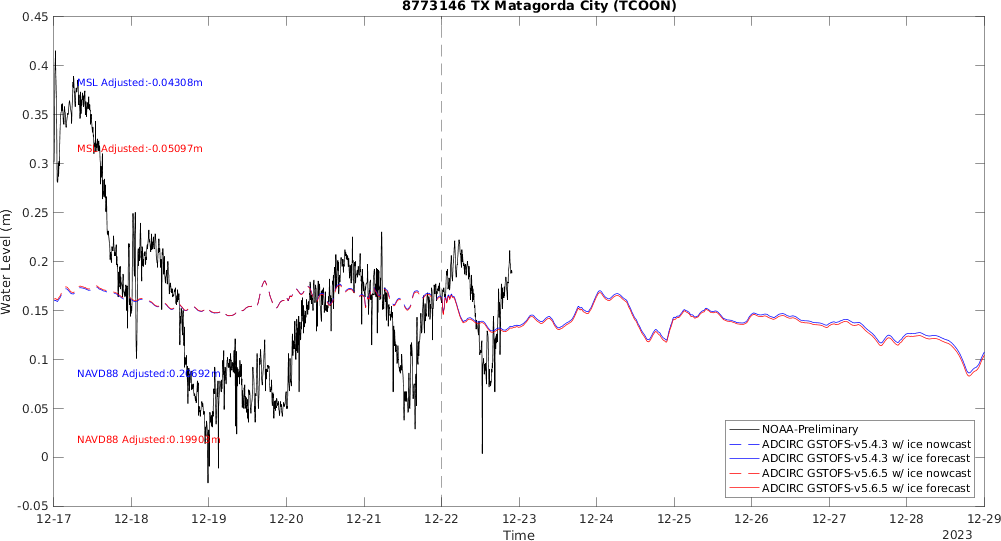 8773146 TX Matagorda City (TCOON)
Water Level (m)
0.45
0.4
0.35
0.3
0.25
0.2
0.15
0.1
0.05
0
-0.05
MSL Adjusted:-0.04308m
MSL Adjusted:-0.05097m
NAVD88 Adjusted:0.20692m
NAVD88 Adjusted:0.19903m
NOAA-Preliminary
ADCIRC GSTOFS-v5.4.3 w/ ice nowcast
ADCIRC GSTOFS-v5.4.3 w/ ice forecast
ADCIRC GSTOFS-v5.6.5 w/ ice nowcast
ADCIRC GSTOFS-v5.6.5 w/ ice forecast
12-17 12-18 12-19 12-20 12-21 12-22 12-23 12-24 12-25 12-26 12-27 12-28 12-29
Time
2023